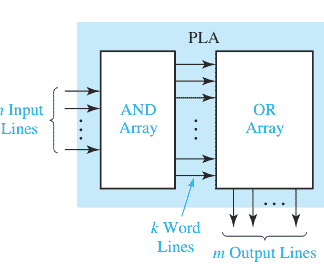 PLA
Input
Lines
AND
Array
OR
Array
k Word
Lines
m Output Lines